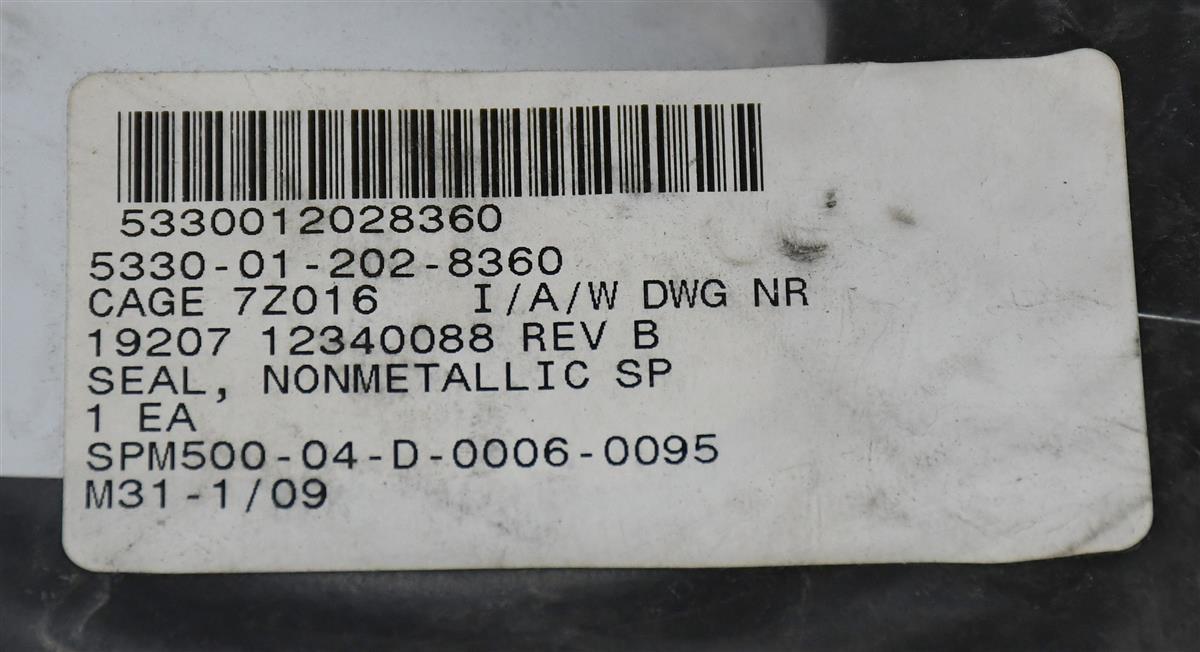 5330012028360
5330-01-202-8360
CAGE 7Z016 I/A/W DWG NR
19207 12340088 REV B
SEAL, NONMETALLIC SP
1 EA
SPM500-04-D-0006-0095
M31-1/09